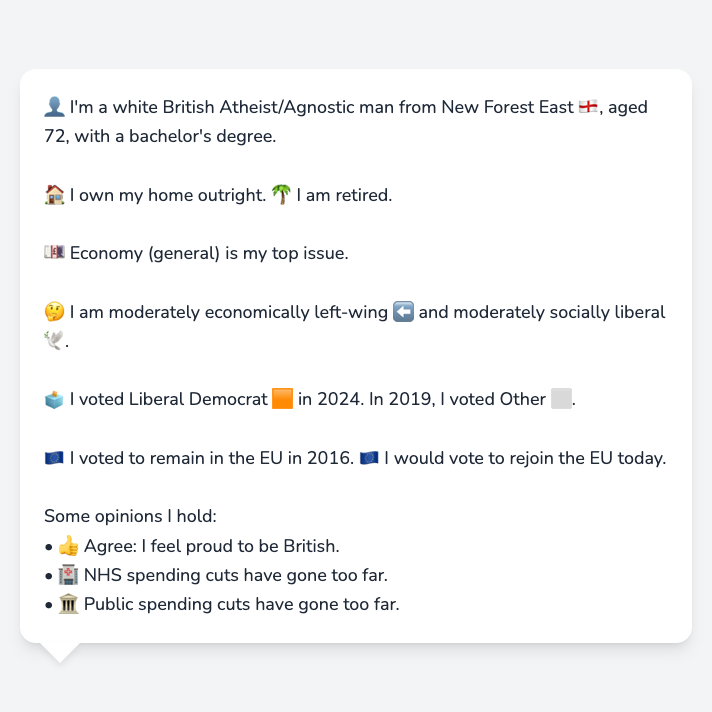 👤 I'm a white British Atheist/Agnostic man from New Forest East 🏴󠁧󠁢󠁥󠁮󠁧󠁿, aged
72, with a bachelor's degree.
🏠 I own my home outright. 🌴 I am retired.
💷 Economy (general) is my top issue.
🤔 I am moderately economically left-wing ⬅️ and moderately socially liberal
🕊️.
🗳️ I voted Liberal Democrat 🟧 in 2024. In 2019, I voted Other ⬜.
🇪🇺 I voted to remain in the EU in 2016. 🇪🇺 I would vote to rejoin the EU today.
Some opinions I hold:
• 👍 Agree: I feel proud to be British.
• 🏥 NHS spending cuts have gone too far.
• 🏛️ Public spending cuts have gone too far.